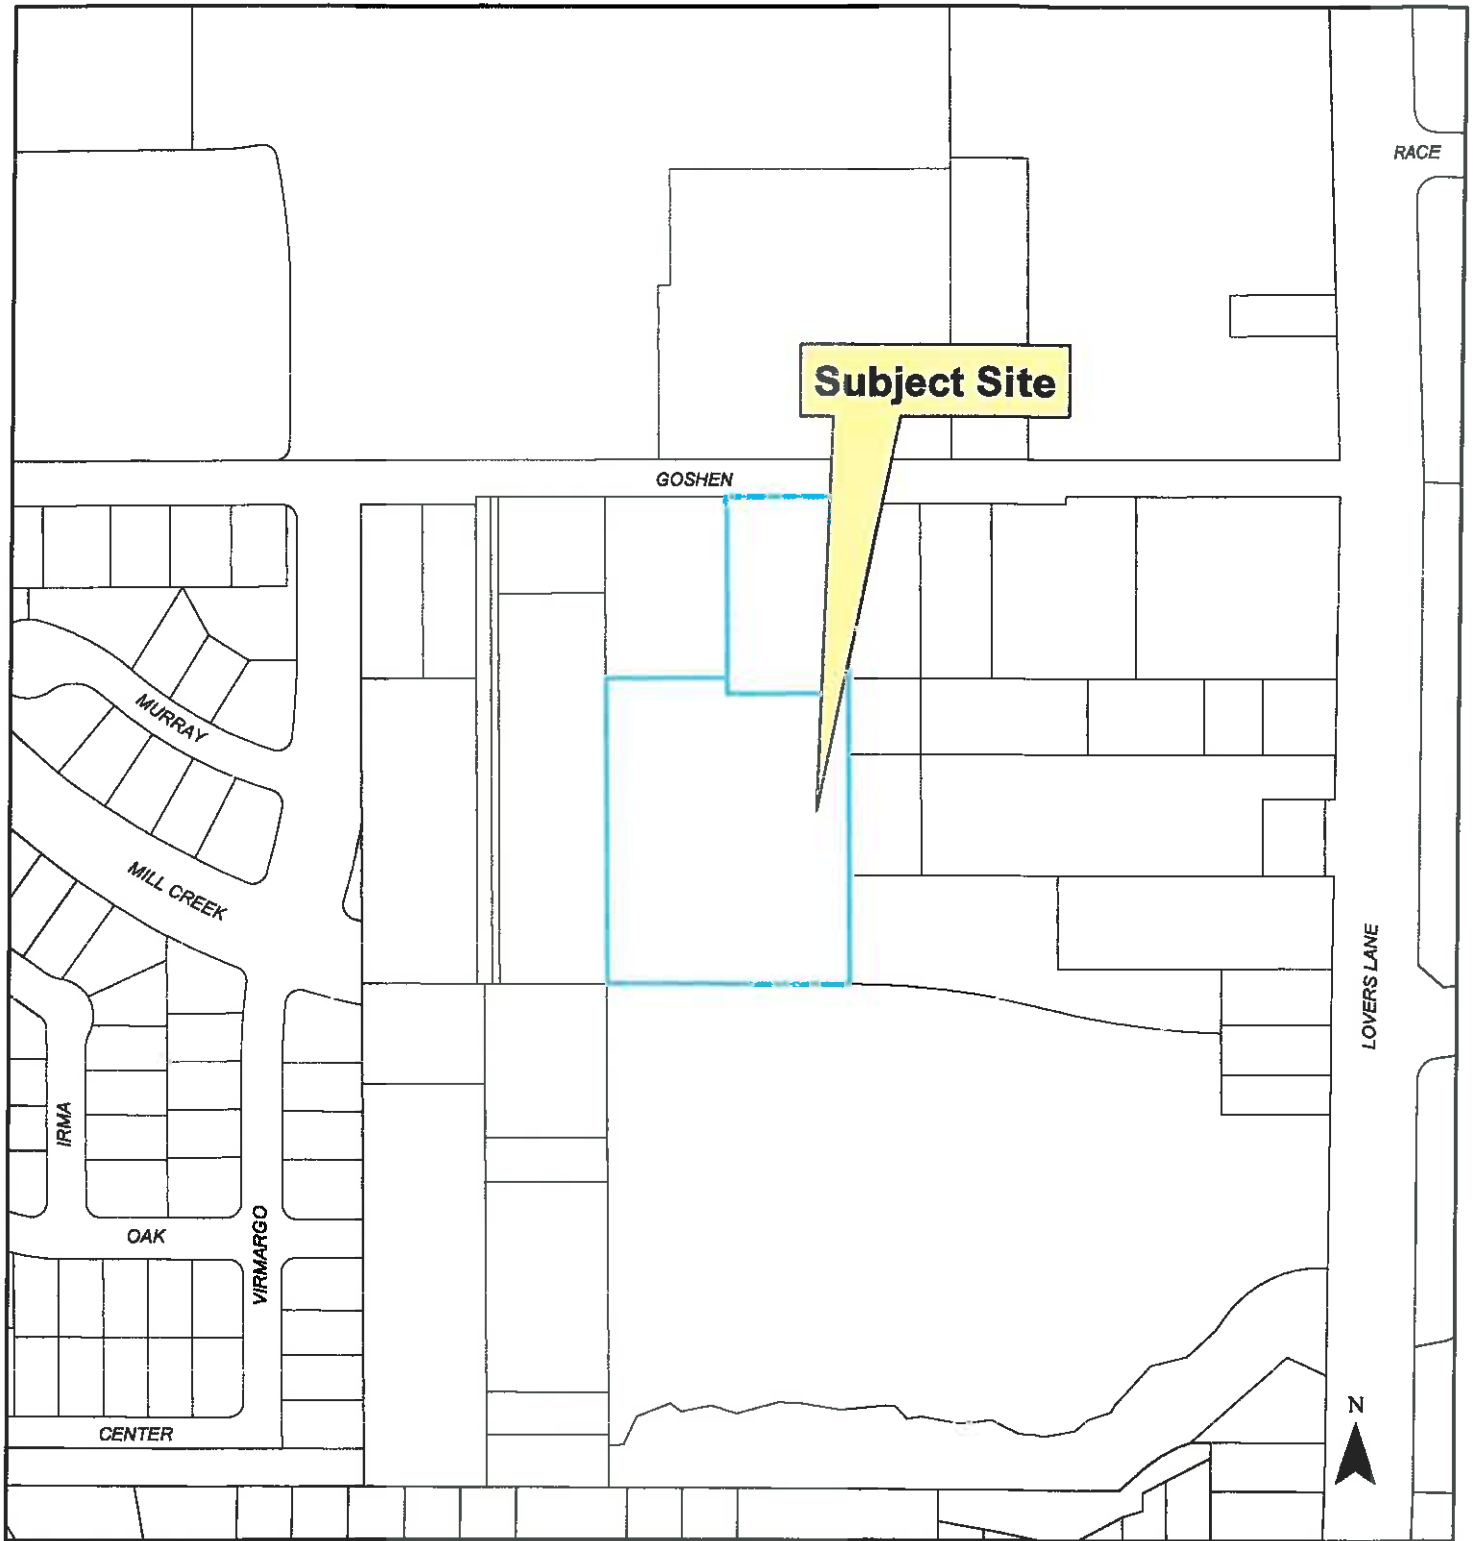 RACE
Subject Site
GOSHEN
MURRAY
MILL CREEK
LOVERS LANE
IRMA
OAK
VIRMARGO
CENTER
N